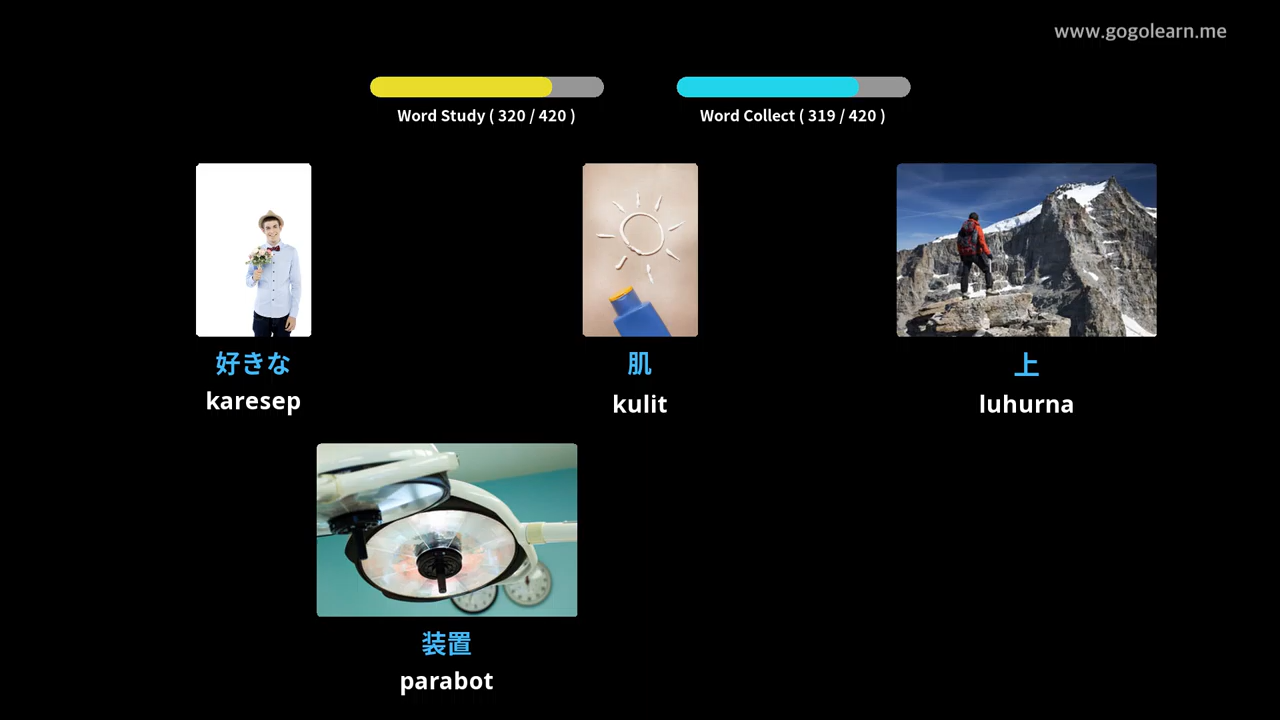 www.gogolearn.me
Word Study ( 320 / 420 )
Word Collect ( 319 / 420 )
好きな
karesep
肌
kulit
上
luhurna
装置
parabot